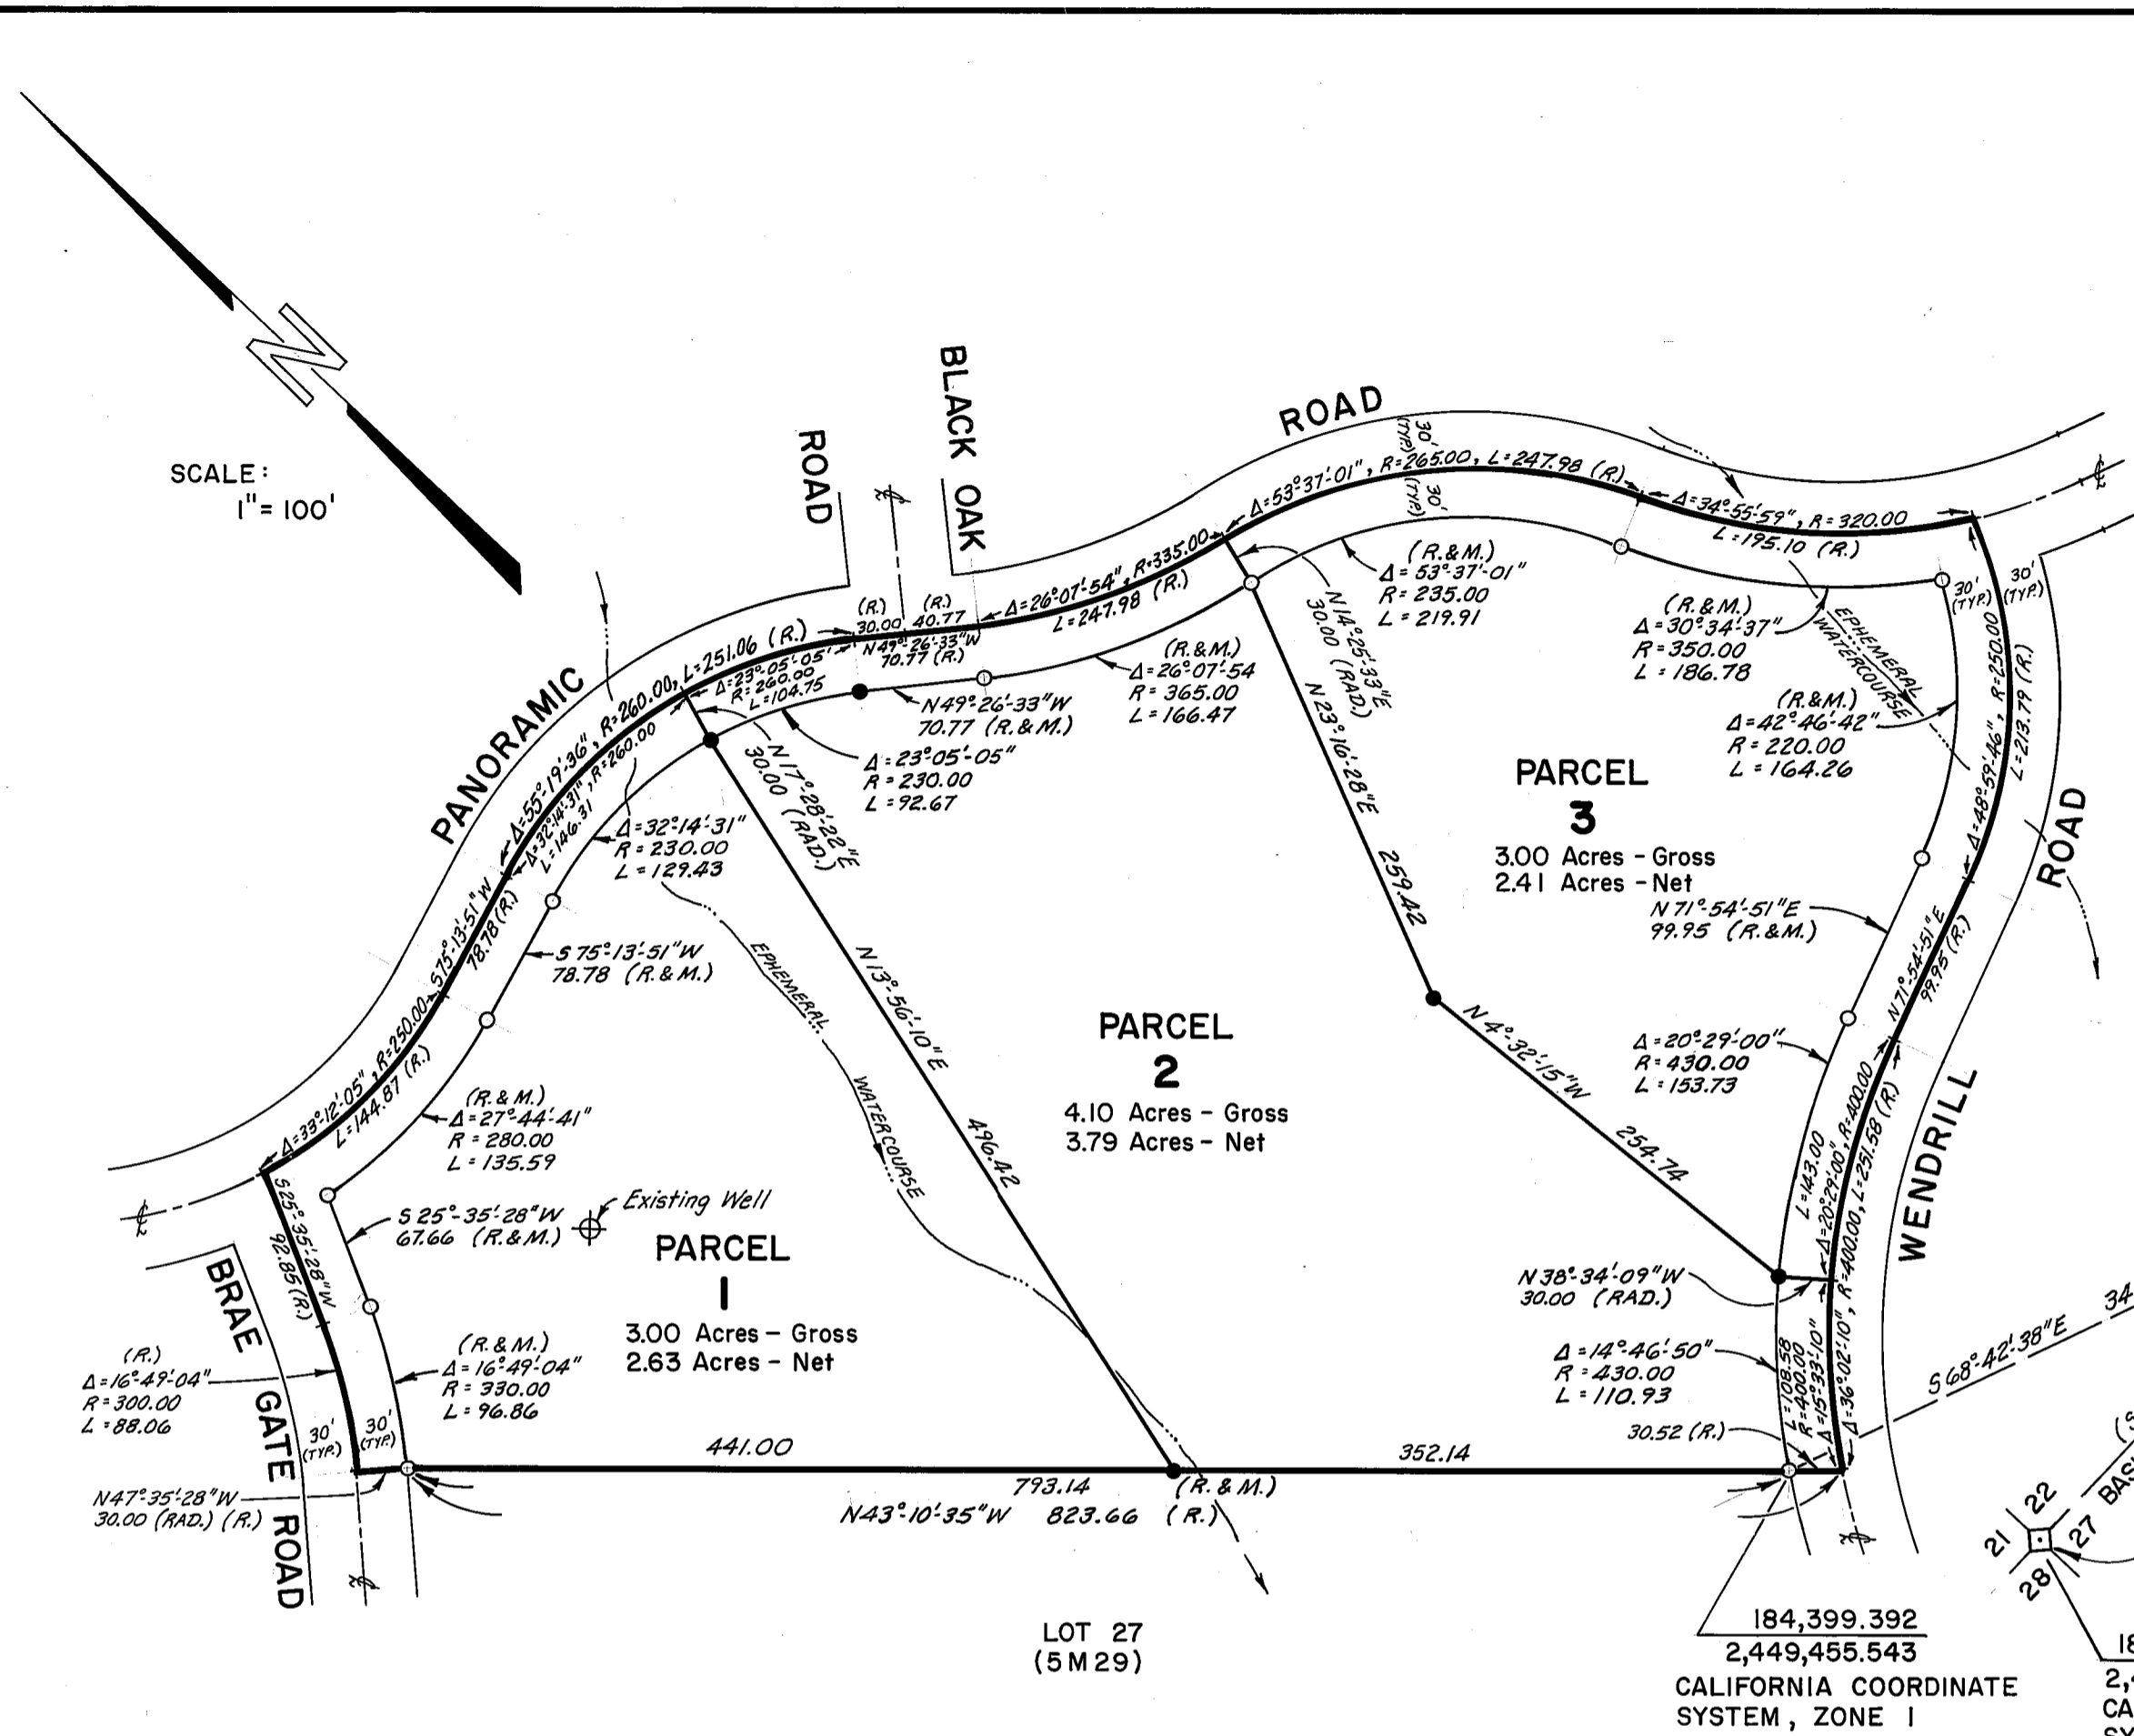 N
SCALE:
1"= 100'
PANORAMIC
ROAD
ROAD
BLACK OAK
Δ=55°-19'-36", R=260.00, L=251.06 (R.)
Δ=32°-14'-31", R=260.00
L=146.31
Δ=23°-05'-05"
R=260.00
L=104.75
(R.)
30.00
(R.)
40.77
N49°-26'-33"W
70.77 (R.)
Δ=26°-07'-54", R=335.00
L=247.98 (R.)
Δ=53°-37'-01", R=265.00, L=247.98 (R.)
30'
(TYP.)
30'
(TYP.)
Δ=34°-55'-59", R=320.00
L=195.10 (R.)
S75°-13'-51"W
78.78 (R.)
Δ=33°-12'-05", R=250.00
L=144.87 (R.)
(R.&M.)
Δ=53°-37'-01"
R=235.00
L=219.91
N14°-25'-33"E
30.00 (RAD.)
(R.&M.)
Δ=26°-07'-54
R=365.00
L=166.47
N49°-26'-33"W
70.77 (R.&M.)
Δ=23°-05'-05"
R=230.00
L=92.67
N17°-28'-22"E
30.00 (RAD.)
Δ=32°-14'-31"
R=230.00
L=129.43
S75°-13'-51"W
78.78 (R.&M.)
(R.&M.)
Δ=27°-44'-41"
R=280.00
L=135.59
(R.&M.)
Δ=30°-34'-37"
R=350.00
L=186.78
EPHEMERAL
WATERCOURSE
(R.&M.)
Δ=42°-46'-42"
R=220.00
L=164.26
30'
(TYP.)
30'
(TYP.)
Δ=48°-59'-46", R=250.00
L=213.79 (R.)
N23°-16'-28"E
259.42
PARCEL
3
3.00 Acres - Gross
2.41 Acres - Net
N71°-54'-51"E
99.95 (R.&M.)
N71°-54'-51"E
99.95 (R.)
ROAD
WENDRILL
EPHEMERAL
WATERCOURSE
N13°-56'-10"E
496.42
PARCEL
2
4.10 Acres - Gross
3.79 Acres - Net
N4°-32'-15"W
254.74
Δ=20°-29'-00"
R=430.00
L=153.73
L=143.00
Δ=20°-29'-00", R=400.00
Δ=36°-02'-10", R=400.00, L=251.58 (R.)
S25°-35'-28"W
92.85 (R.)
S25°-35'-28"W
67.66 (R.&M.)
Existing Well
PARCEL
1
3.00 Acres - Gross
2.63 Acres - Net
BRAE GATE ROAD
(R.)
Δ=16°-49'-04"
R=300.00
L=88.06
30'
(TYP.)
30'
(TYP.)
(R.&M.)
Δ=16°-49'-04"
R=330.00
L=96.86
N47°-35'-28"W
30.00 (RAD.) (R.)
441.00
793.14 (R.&M.)
N43°-10'-35"W 823.66 (R.)
352.14
N38°-34'-09"W
30.00 (RAD.)
Δ=14°-46'-50"
R=430.00
L=110.93
L=108.58
R=400.00
Δ=15°-33'-10"
30.52 (R.)
S68°-42'-38"E
34
LOT 27
(5M29)
184,399.392
2,449,455.543
CALIFORNIA COORDINATE
SYSTEM, ZONE 1
21
22
27
28
BAS
18
2,
CA
SY